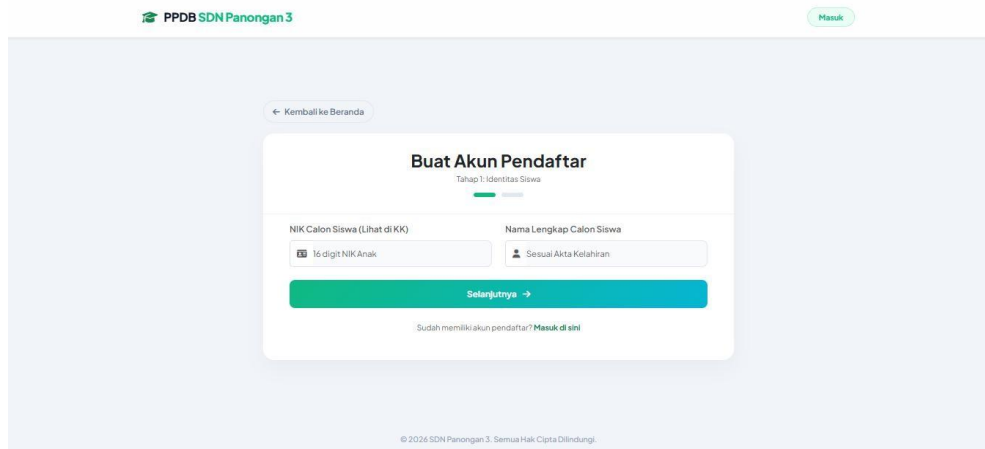 PPDB SDN Panongan 3
Masuk
← Kembali ke Beranda
Buat Akun Pendaftar
Tahap 1: Identitas Siswa
NIK Calon Siswa (Lihat di KK)
Nama Lengkap Calon Siswa
16 digit NIK Anak
Sesuai Akta Kelahiran
Selanjutnya →
Sudah memiliki akun pendaftar? Masuk di sini
© 2026 SDN Panongan 3. Semua Hak Cipta Dilindungi.